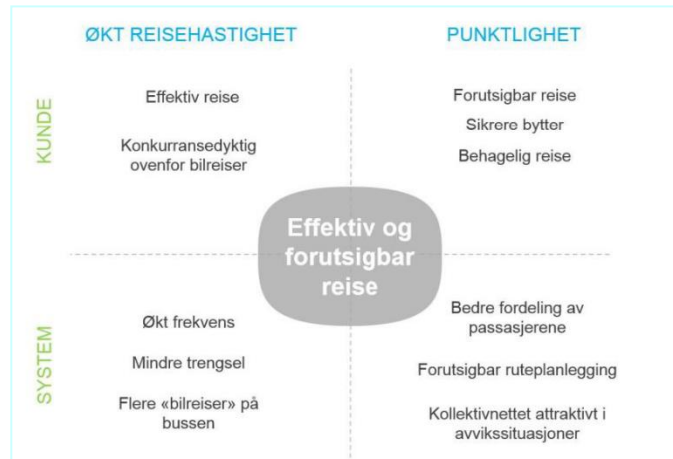 ØKT REISEHASTIGHET
PUNKTLIGHET
KUNDE
Effektiv reise
Konkurransedyktig
ovenfor bilreiser
Forutsigbar reise
Sikrere bytter
Behagelig reise
Effektiv og
forutsigbar
reise
SYSTEM
Økt frekvens
Mindre trengsel
Flere «bilreiser» på
bussen
Bedre fordeling av
passasjerene
Forutsigbar ruteplanlegging
Kollektivnettet attraktivt i
avvikssituasjoner